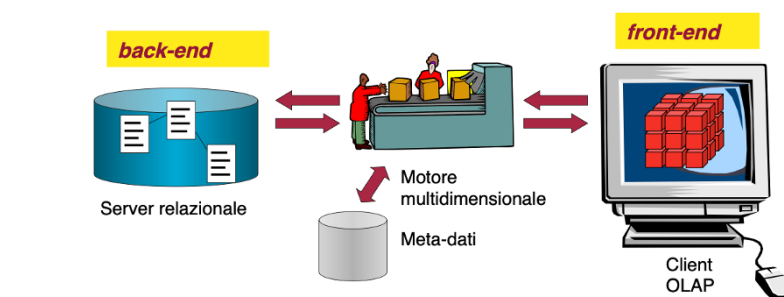 back-end
front-end
Server relazionale
Motore
multidimensionale
Meta-dati
Client
OLAP